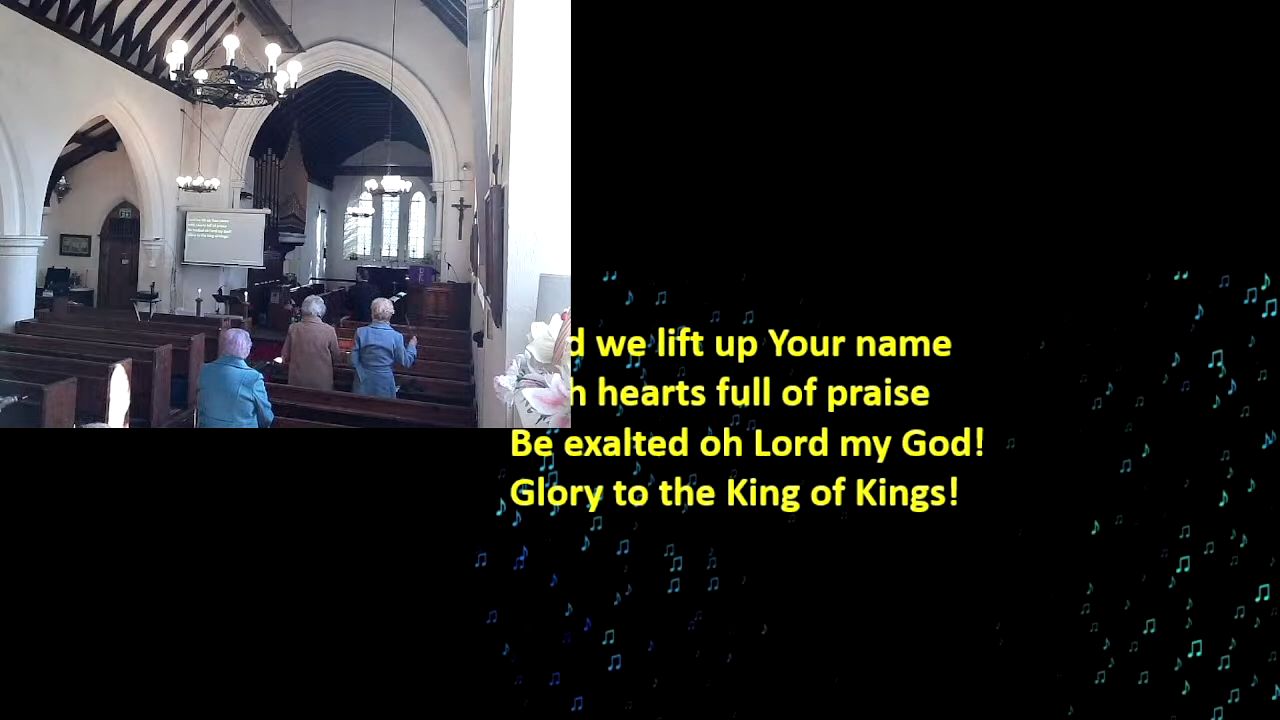 d we lift up Your name
h hearts full of praise
Be exalted oh Lord my God!
Glory to the King of Kings!